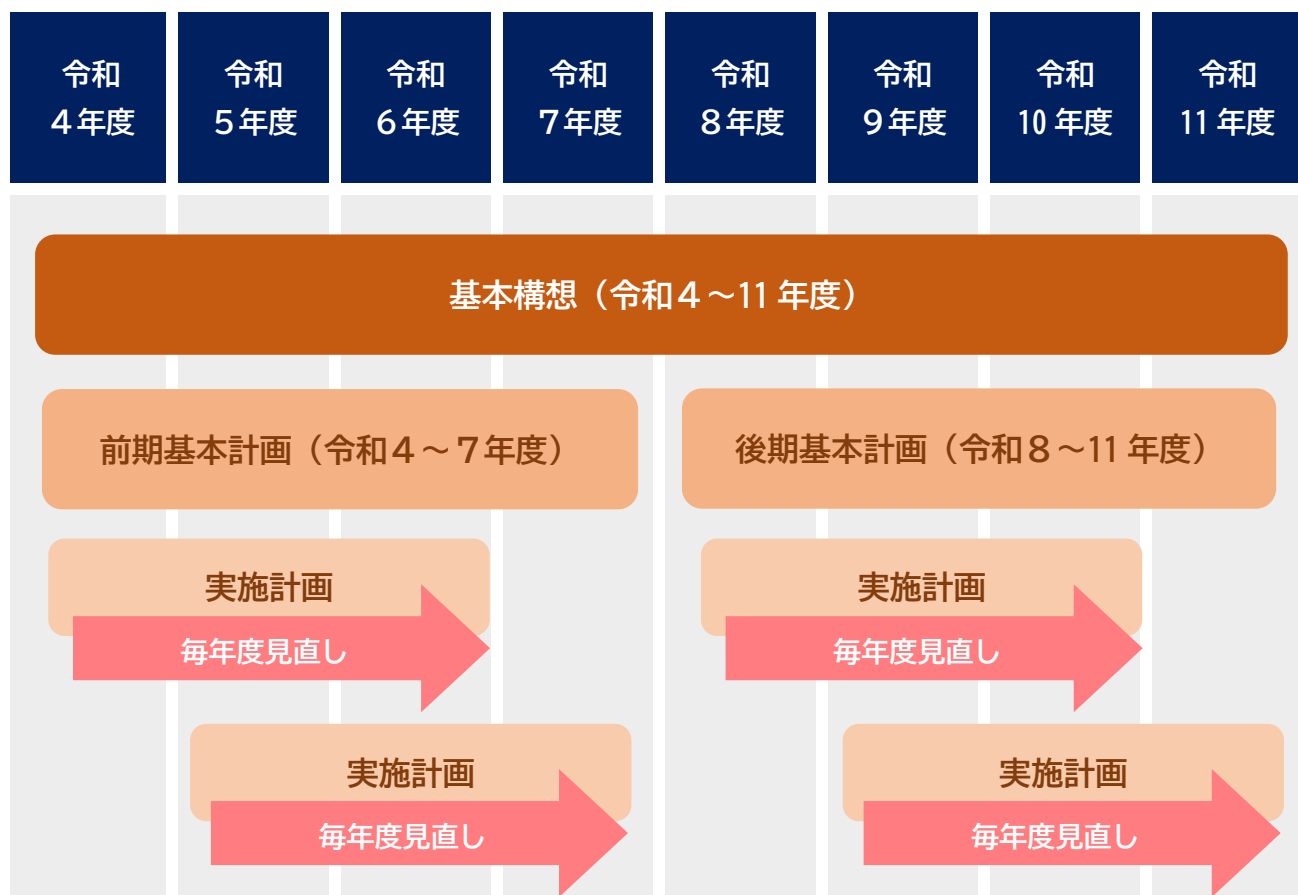 令和
４年度
令和
５年度
令和
６年度
令和
７年度
令和
８年度
令和
９年度
令和
10 年度
令和
11 年度
基本構想（令和４～11 年度）
前期基本計画（令和４～７年度）
後期基本計画（令和８～11 年度）
実施計画
毎年度見直し
実施計画
毎年度見直し
実施計画
毎年度見直し
実施計画
毎年度見直し